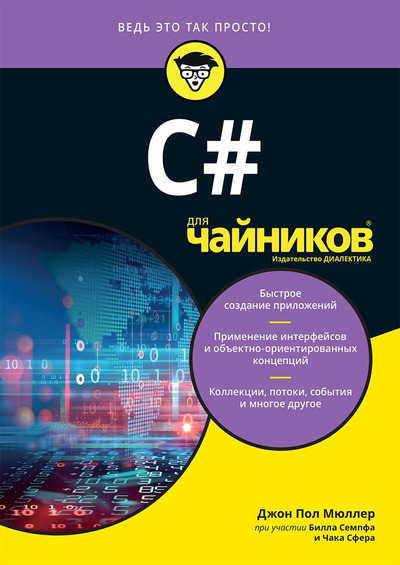 ВЕДЬ ЭТО ТАК ПРОСТО!
C#
для
чайников®
Издательство ДИАЛЕКТИКА
Быстрое
создание приложений
Применение интерфейсов
и объектно-ориентированных
концепций
Коллекции, потоки, события
и многое другое
Джон Пол Мюллер
при участии Билла Семпфа
и Чака Сфера